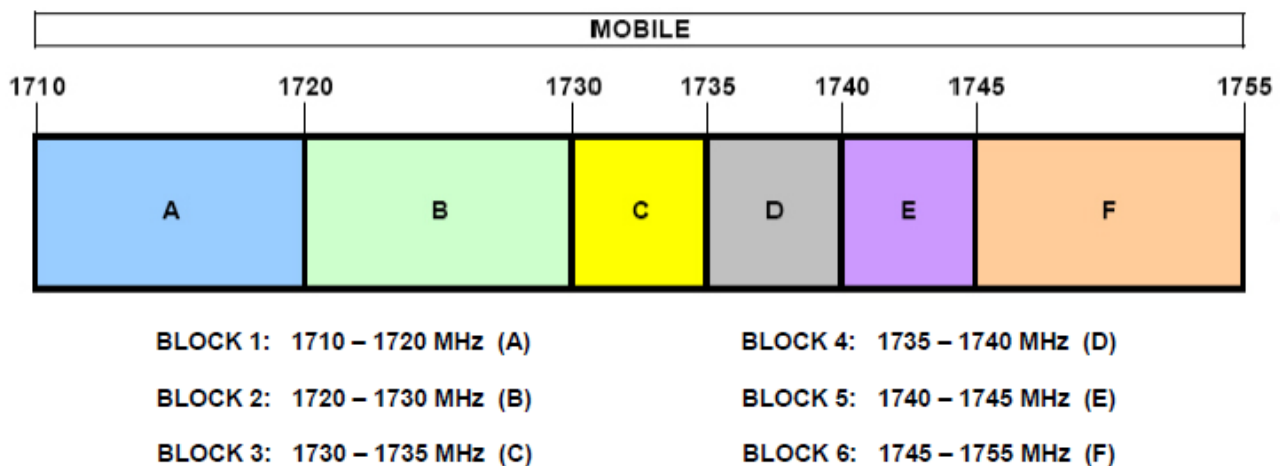 MOBILE
1710 1720 1730 1735 1740 1745 1755
A B C D E F
BLOCK 1: 1710 – 1720 MHz (A) BLOCK 4: 1735 – 1740 MHz (D)
BLOCK 2: 1720 – 1730 MHz (B) BLOCK 5: 1740 – 1745 MHz (E)
BLOCK 3: 1730 – 1735 MHz (C) BLOCK 6: 1745 – 1755 MHz (F)